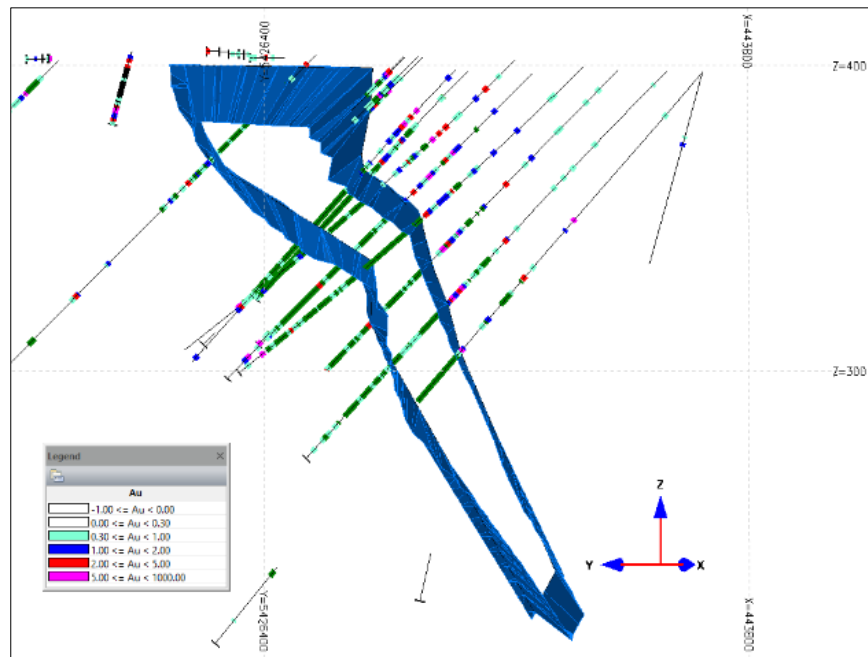 Y=5426400
X=443800
Z=400
Z=300
Legend
Au
-1.00 <= Au < 0.00
0.00 <= Au < 0.30
0.30 <= Au < 1.00
1.00 <= Au < 2.00
2.00 <= Au < 5.00
5.00 <= Au < 1000.00
Z
Y
X
Y=5426400
X=443800